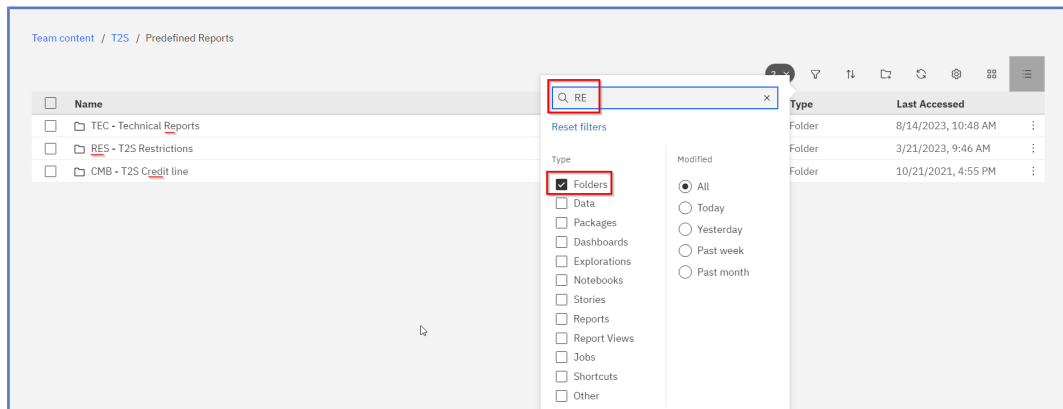 Team content / T2S / Predefined Reports
2 ×
Name Type Last Accessed
TEC - Technical Reports Folder 8/14/2023, 10:48 AM
RES - T2S Restrictions Folder 3/21/2023, 9:46 AM
CMB - T2S Credit line Folder 10/21/2021, 4:55 PM
RE
Reset filters
Type
Folders
Data
Packages
Dashboards
Explorations
Notebooks
Stories
Reports
Report Views
Jobs
Shortcuts
Other
Modified
All
Today
Yesterday
Past week
Past month